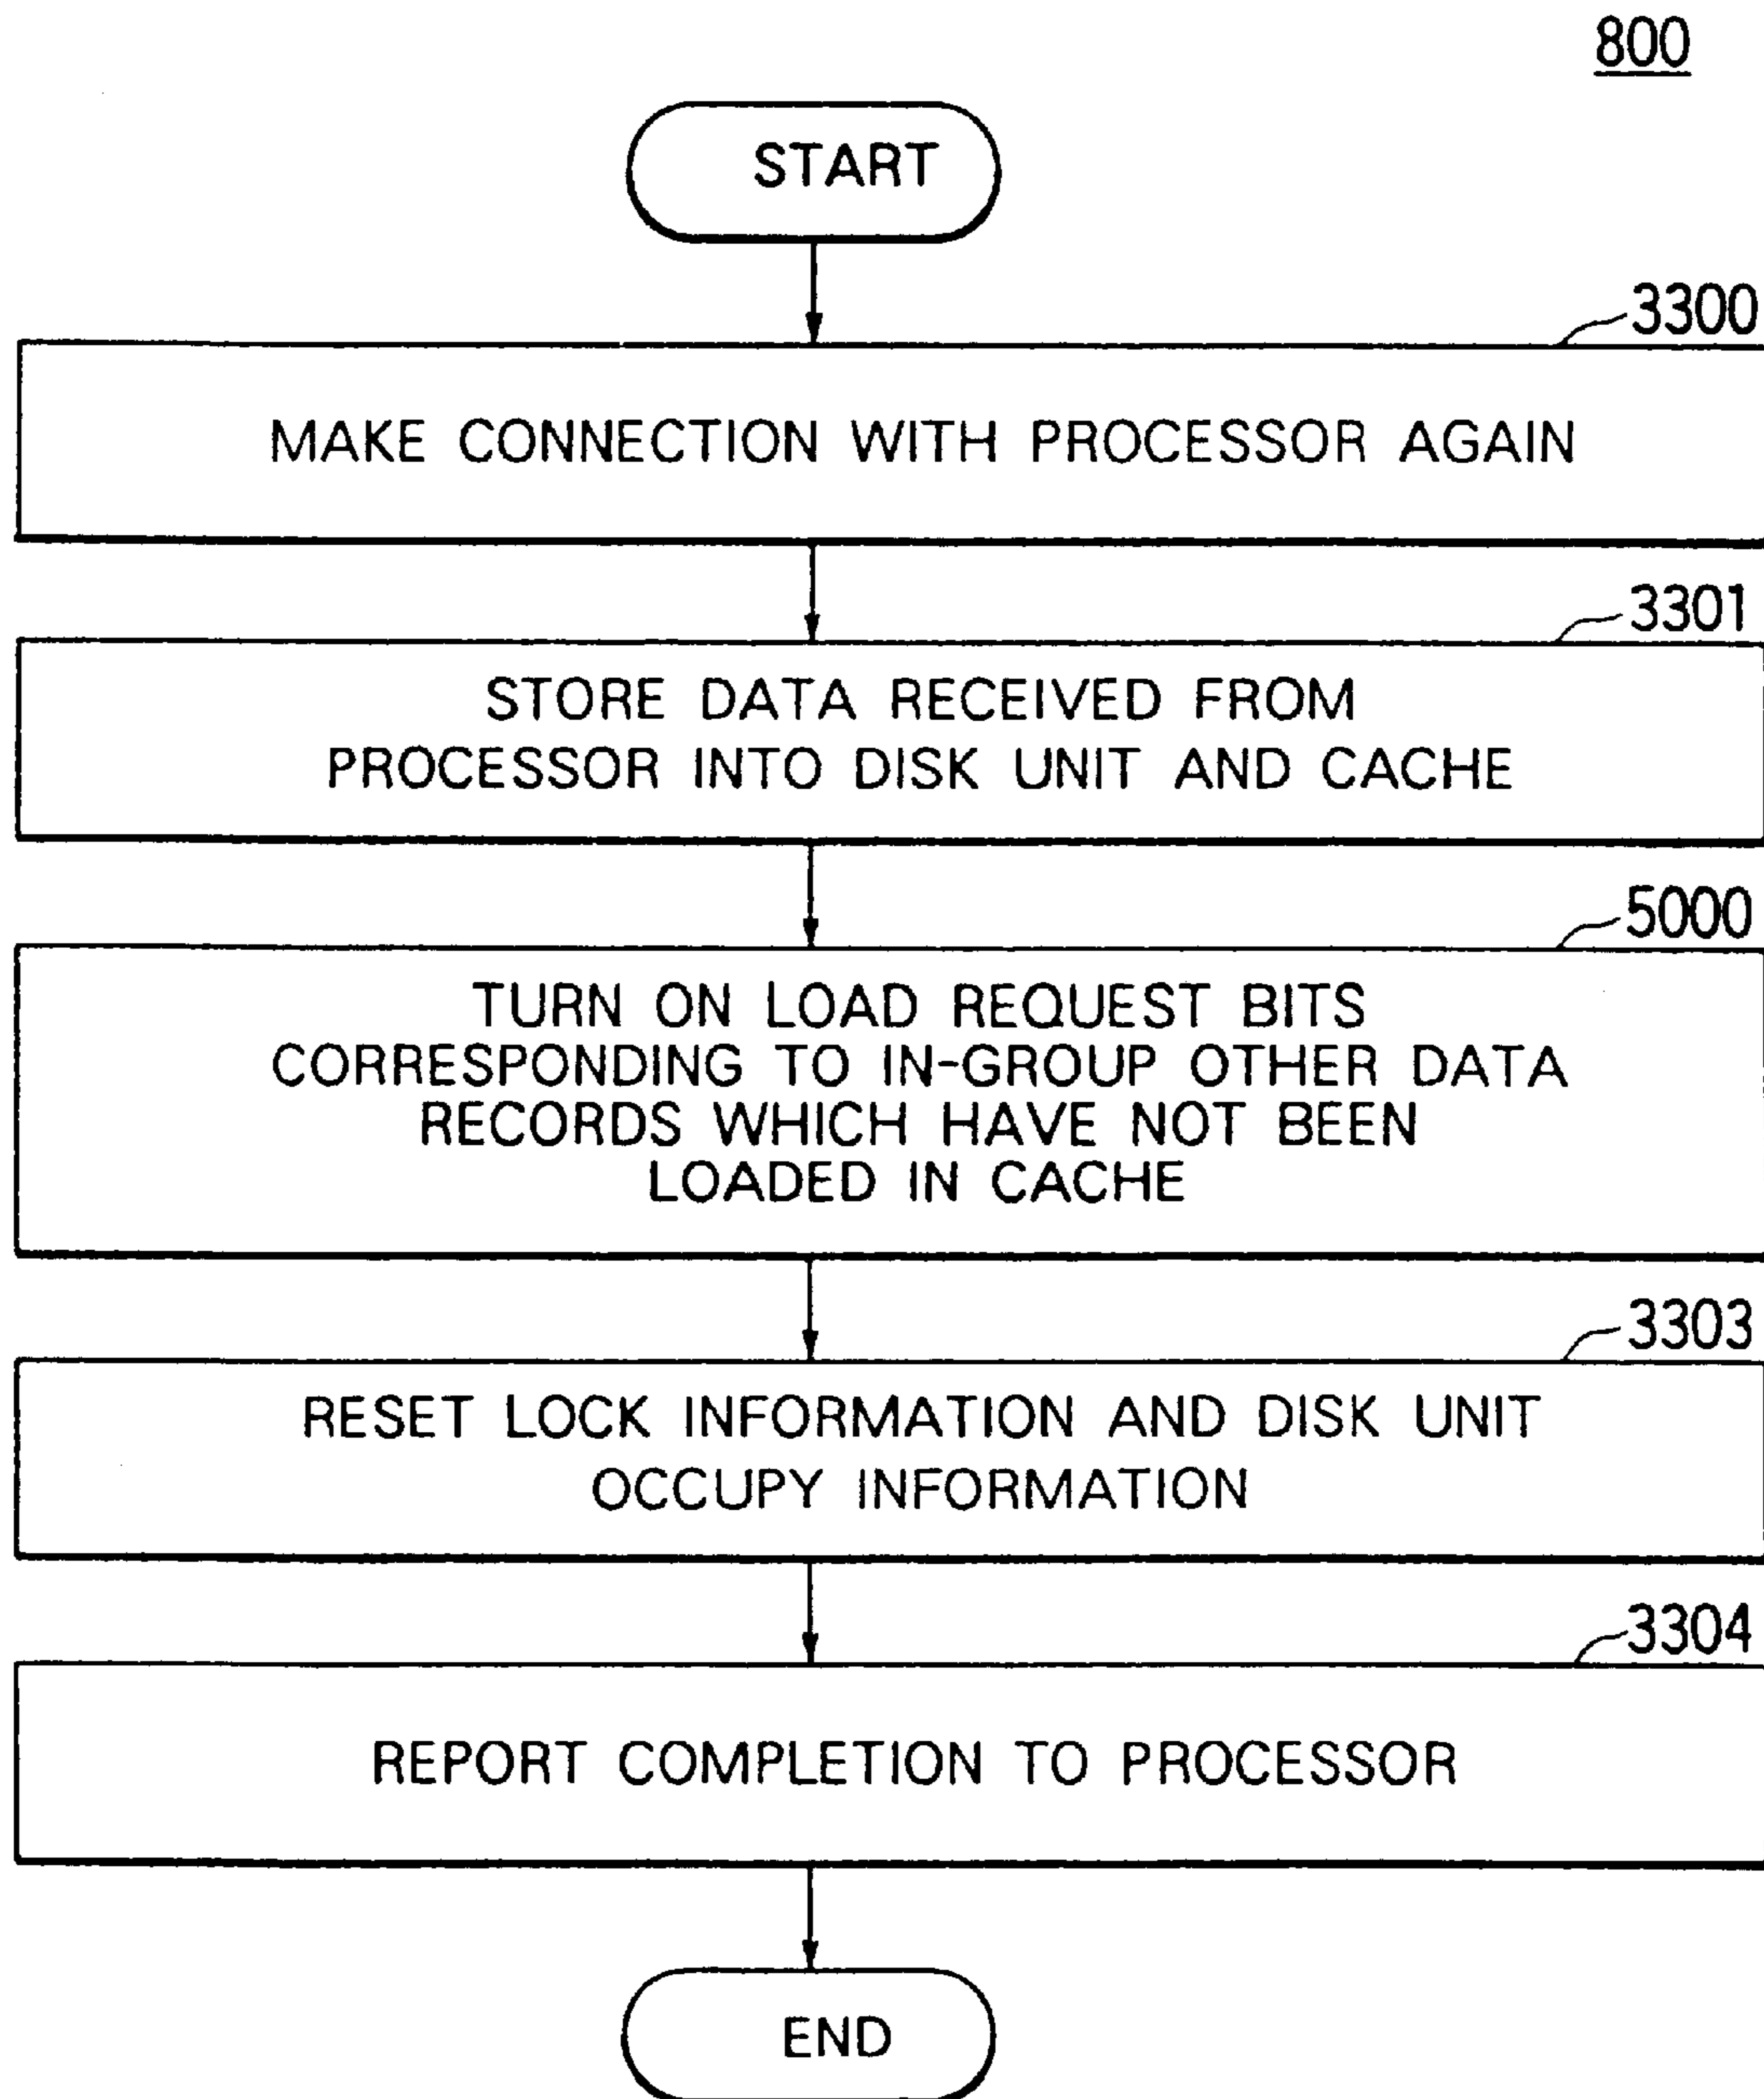 800
START
3300
MAKE CONNECTION WITH PROCESSOR AGAIN
3301
STORE DATA RECEIVED FROM
PROCESSOR INTO DISK UNIT AND CACHE
5000
TURN ON LOAD REQUEST BITS
CORRESPONDING TO IN-GROUP OTHER DATA
RECORDS WHICH HAVE NOT BEEN
LOADED IN CACHE
3303
RESET LOCK INFORMATION AND DISK UNIT
OCCUPY INFORMATION
3304
REPORT COMPLETION TO PROCESSOR
END